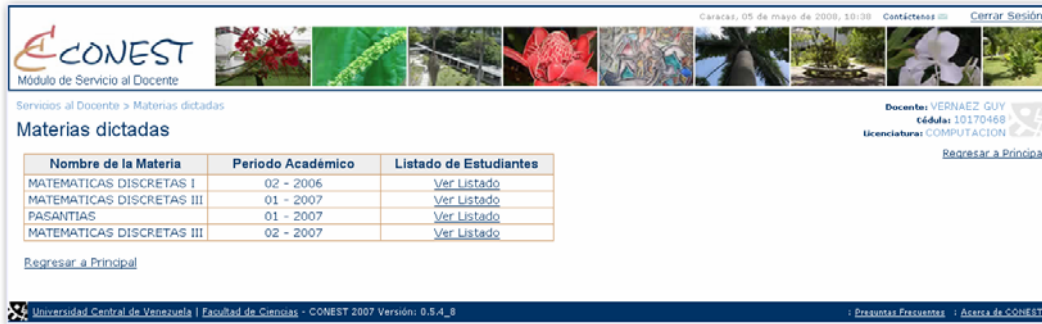 Caracas, 05 de mayo de 2008, 10:38 Contáctenos Cerrar Sesión
CONEST
Módulo de Servicio al Docente
Servicios al Docente > Materias dictadas
Docente: VERNAEZ GUY
Cédula: 10170468
Licenciatura: COMPUTACION
Materias dictadas
Regresar a Principa
Nombre de la Materia Periodo Académico Listado de Estudiantes
MATEMATICAS DISCRETAS I 02 - 2006 Ver Listado
MATEMATICAS DISCRETAS III 01 - 2007 Ver Listado
PASANTIAS 01 - 2007 Ver Listado
MATEMATICAS DISCRETAS III 02 - 2007 Ver Listado
Regresar a Principal
Universidad Central de Venezuela | Facultad de Ciencias - CONEST 2007 Versión: 0.5.4_8 : Preguntas Frecuentes : Acerca de CONEST